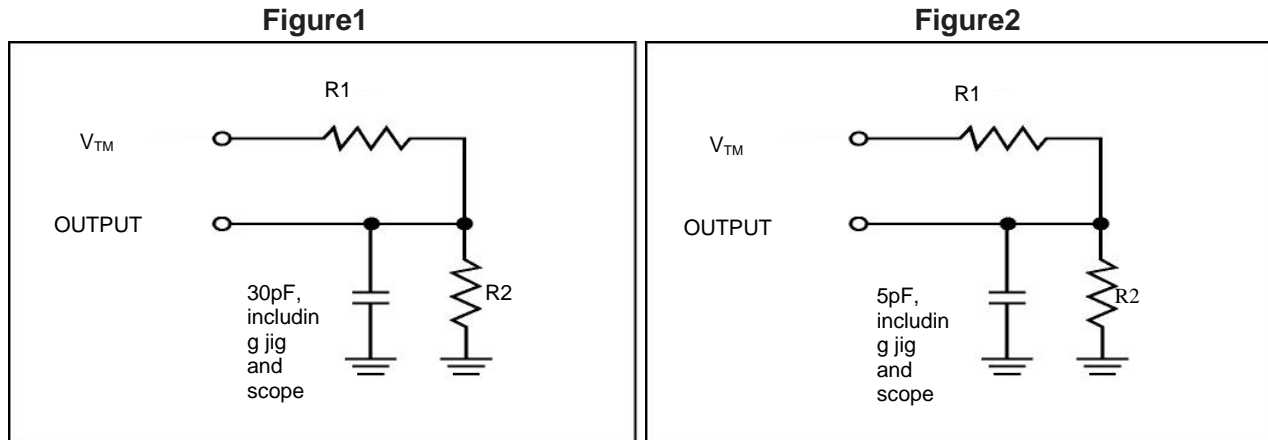 Figure1
R1
VTM
OUTPUT
30pF,
includin
g jig
and
scope
R2
Figure2
R1
VTM
OUTPUT
5pF,
includin
g jig
and
scope
R2